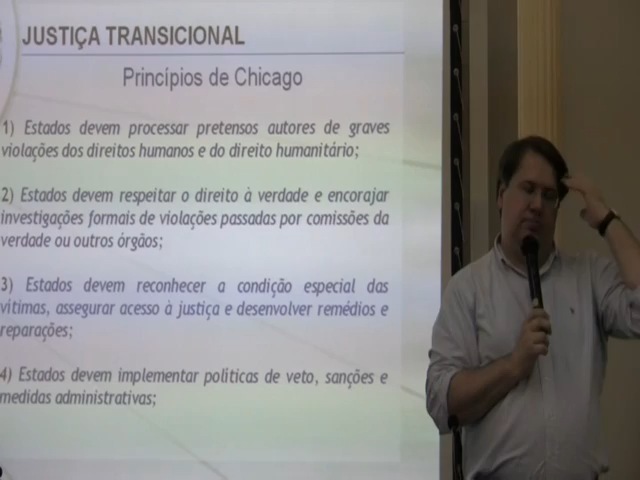 JUSTIÇA TRANSICIONAL
Princípios de Chicago
1) Estados devem processar pretensos autores de graves
violações dos direitos humanos e do direito humanitário;
2) Estados devem respeitar o direito à verdade e encorajar
investigações formais de violações passadas por comissões da
verdade ou outros órgãos;
3) Estados devem reconhecer a condição especial das
vítimas, assegurar acesso à justiça e desenvolver remédios e
reparações;
4) Estados devem implementar políticas de veto, sanções e
medidas administrativas;